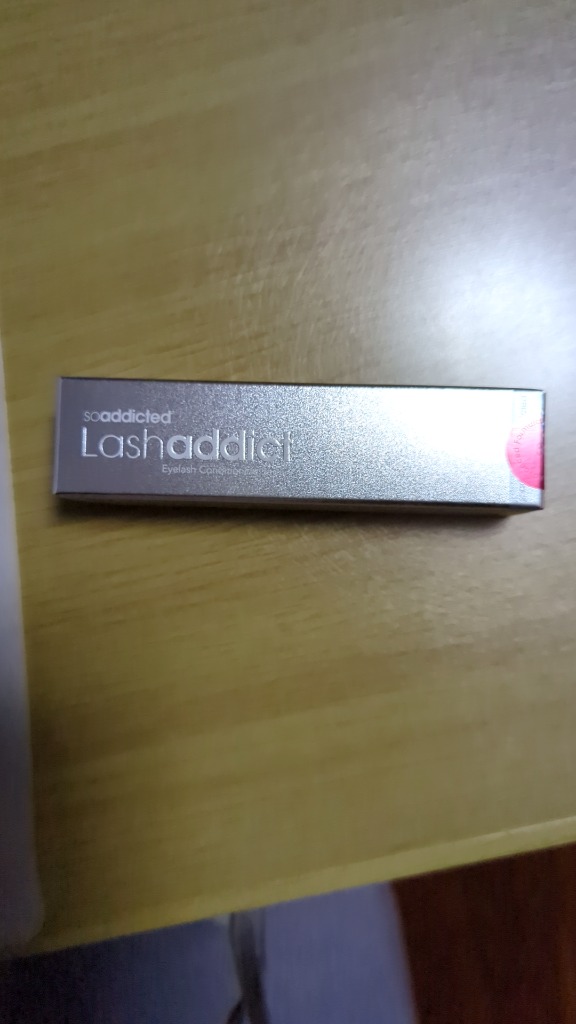 soaddicted
Lashaddict
Eyelash Conditioner